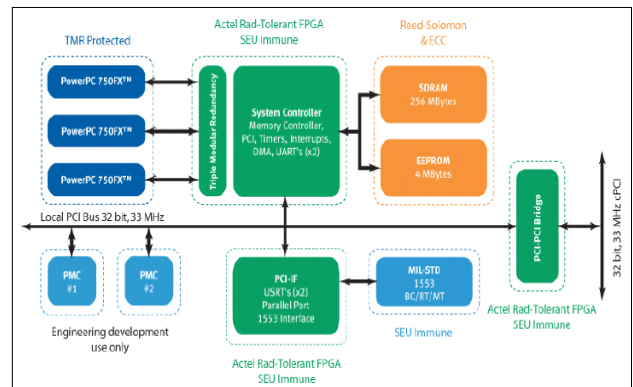 TMR Protected
Actel Rad-Tolerant FPGA
SEU Immune
Reed-Solomon
& ECC
PowerPC 750FX™
PowerPC 750FX™
PowerPC 750FX™
Triple Modular Redundancy
System Controller
Memory Controller,
PCI, Timers, Interrupts,
DMA, UART's (x2)
SDRAM
256 MBytes
EEPROM
4 MBytes
Local PCI Bus 32 bit, 33 MHz
PMC
#1
PMC
#2
Engineering development
use only
PCI-IF
USRT's (x2)
Parallel Port
1553 Interface
Actel Rad-Tolerant FPGA
SEU Immune
MIL-STD
1553
BC/RT/MT
SEU Immune
PCI-PCI Bridge
Actel Rad-Tolerant FPGA
SEU Immune
32 bit, 33 MHz cPCI